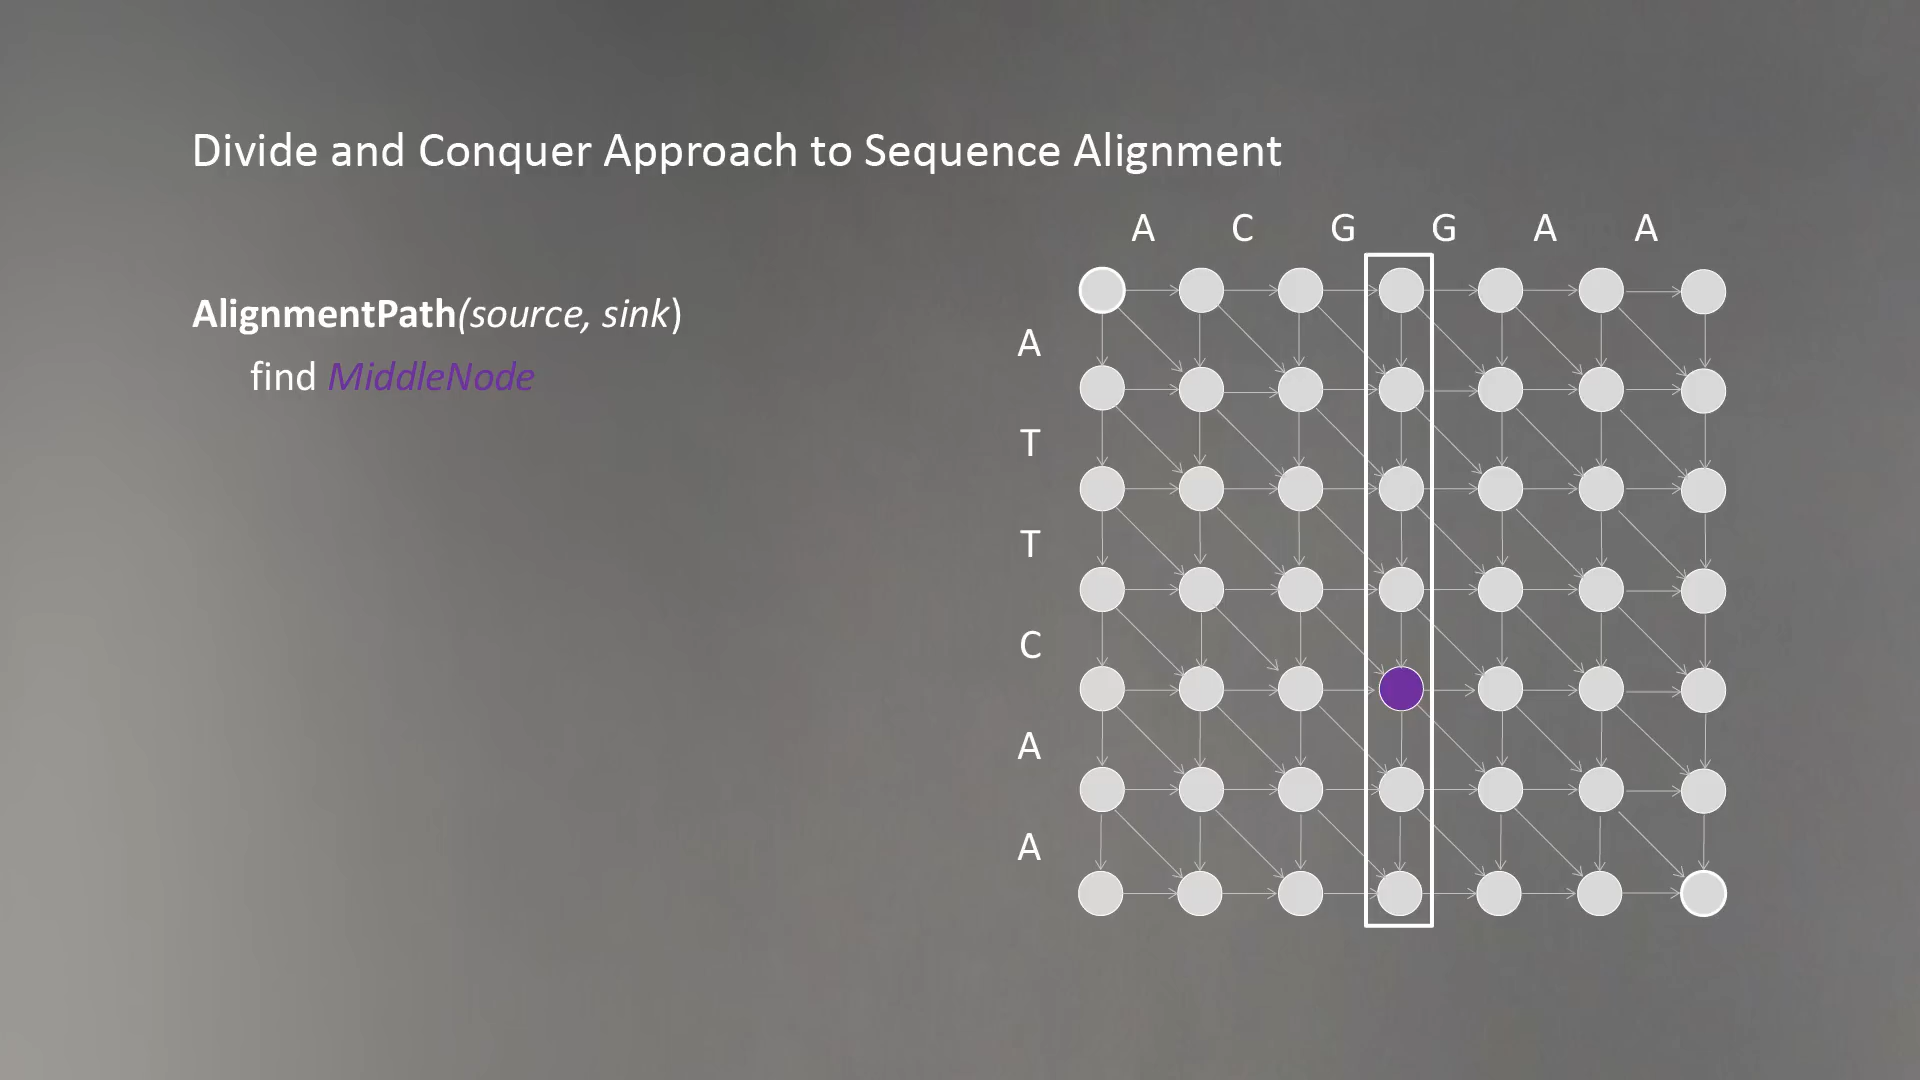 Divide and Conquer Approach to Sequence Alignment
A C G G A A
AlignmentPath(source, sink)
find MiddleNode
A
T
T
C
A
A